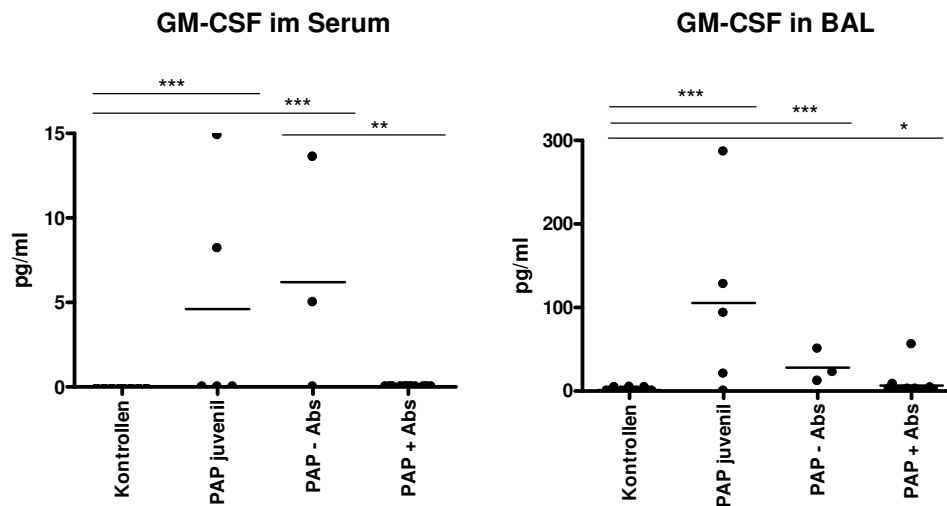 GM-CSF im Serum
***
***
**
15
10
5
0
pg/ml
Kontrollen
PAP juvenil
PAP - Abs
PAP + Abs
GM-CSF in BAL
***
***
*
300
200
100
0
pg/ml
Kontrollen
PAP juvenil
PAP - Abs
PAP + Abs